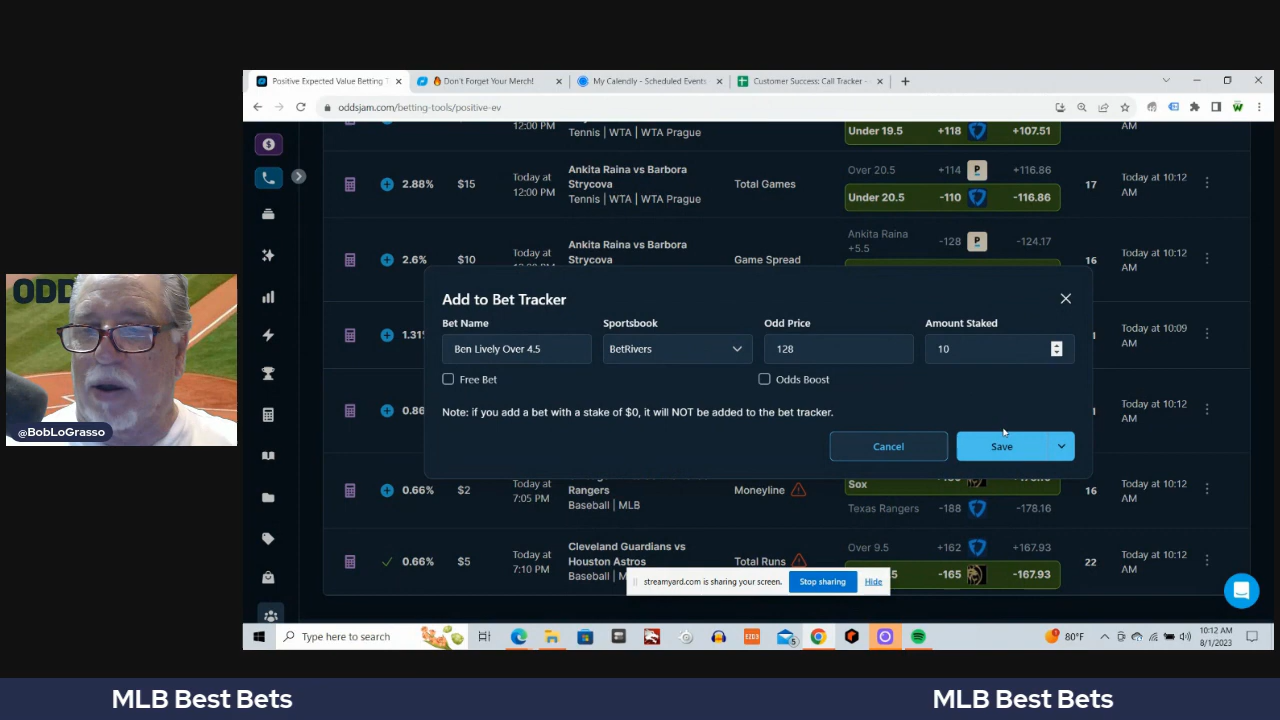 Positive Expected Value Betting T
🔥 Don't Forget Your Merch!
My Calendly - Scheduled Events
Customer Success: Call Tracker -
oddsjam.com/betting-tools/positive-ev
12:00 PM
Tennis | WTA | WTA Prague
Under 19.5 +118 +107.51
AM
2.88% $15 Today at 12:00 PM
Ankita Raina vs Barbora
Strycova
Tennis | WTA | WTA Prague
Total Games
Over 20.5 +114 P +116.86
Under 20.5 -110 -116.86
17
Today at 10:12
AM
2.6% $10 Today at
Ankita Raina vs Barbora
Strycova
Game Spread
Ankita Raina
+5.5
-128 P -124.17
16
Today at 10:12
AM
Add to Bet Tracker
Bet Name Sportsbook Odd Price Amount Staked
Ben Lively Over 4.5 BetRivers 128 10
Free Bet Odds Boost
Note: if you add a bet with a stake of $0, it will NOT be added to the bet tracker.
Cancel Save
1.31%
Today at 10:09
AM
0.86
Today at 10:12
AM
0.66% $2 Today at 7:05 PM
Rangers
Baseball | MLB
Moneyline
Sox
Texas Rangers -188 -178.16
16
Today at 10:12
AM
0.66% $5 Today at 7:10 PM
Cleveland Guardians vs
Houston Astros
Baseball | M
Total Runs
Over 9.5 +162 +167.93
5 -165 -167.93
22
Today at 10:12
AM
streamyard.com is sharing your screen. Stop sharing Hide
ODD
@BobLoGrasso
Type here to search
80°F
10:12 AM
8/1/2023
MLB Best Bets
MLB Best Bets